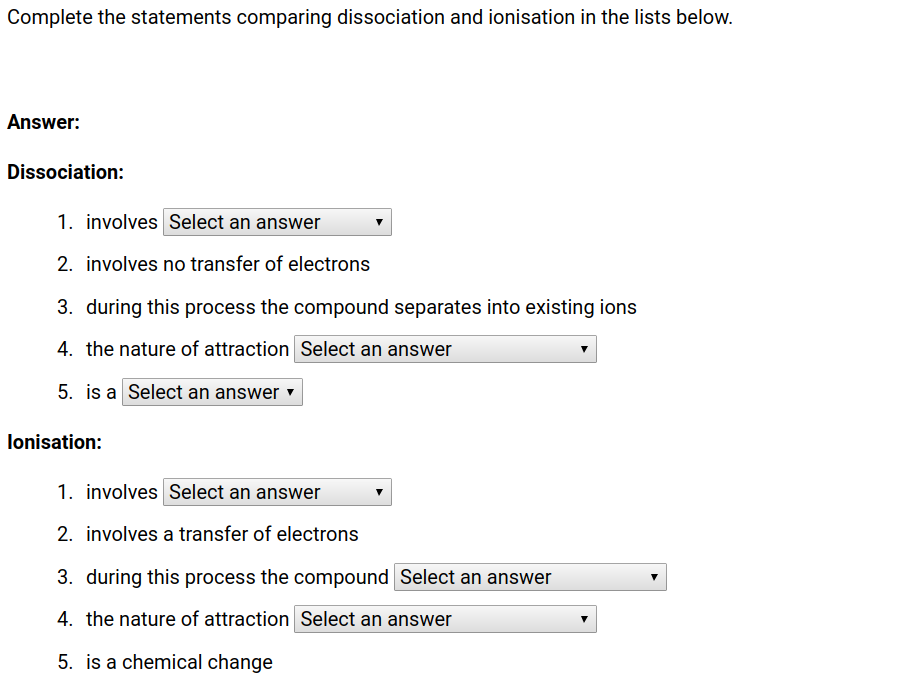 Complete the statements comparing dissociation and ionisation in the lists below.
Answer:
Dissociation:
1. involves Select an answer ▼
2. involves no transfer of electrons
3. during this process the compound separates into existing ions
4. the nature of attraction Select an answer ▼
5. is a Select an answer ▼
Ionisation:
1. involves Select an answer ▼
2. involves a transfer of electrons
3. during this process the compound Select an answer ▼
4. the nature of attraction Select an answer ▼
5. is a chemical change